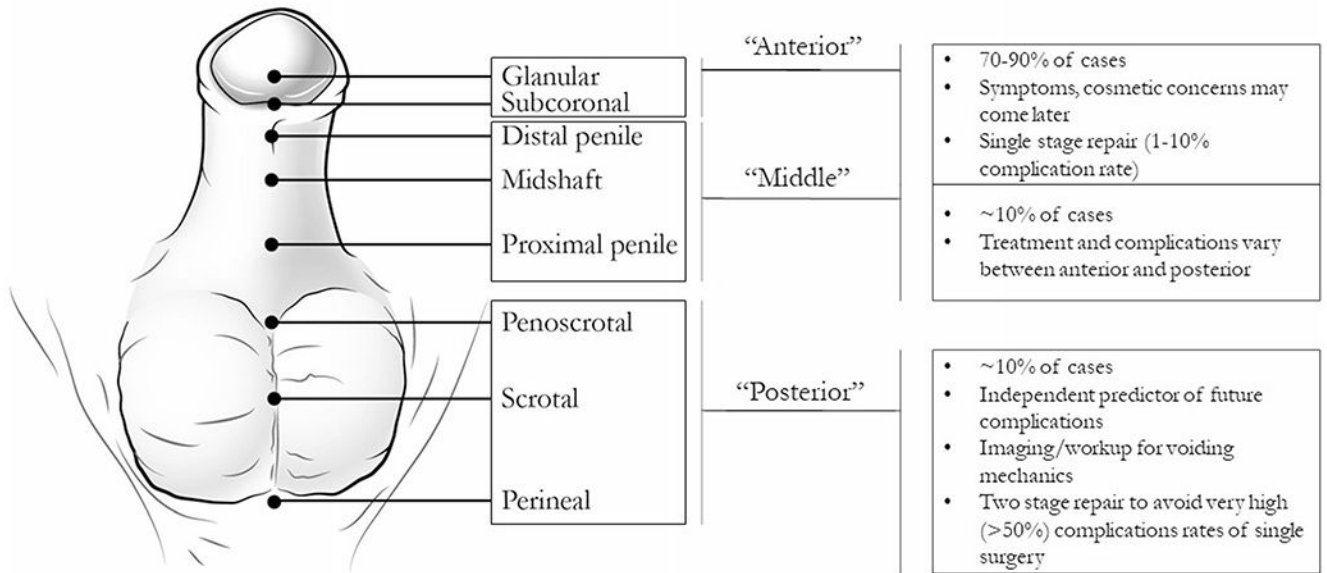 Glanular
Subcoronal
Distal penile
Midshaft
Proximal penile
Penoscrotal
Scrotal
Perineal
“Anterior”
“Middle”
“Posterior”
• 70-90% of cases
• Symptoms, cosmetic concerns may
come later
• Single stage repair (1-10%
complication rate)
• ~10% of cases
• Treatment and complications vary
between anterior and posterior
• ~10% of cases
• Independent predictor of future
complications
• Imaging/workup for voiding
mechanics
• Two stage repair to avoid very high
(>50%) complications rates of single
surgery